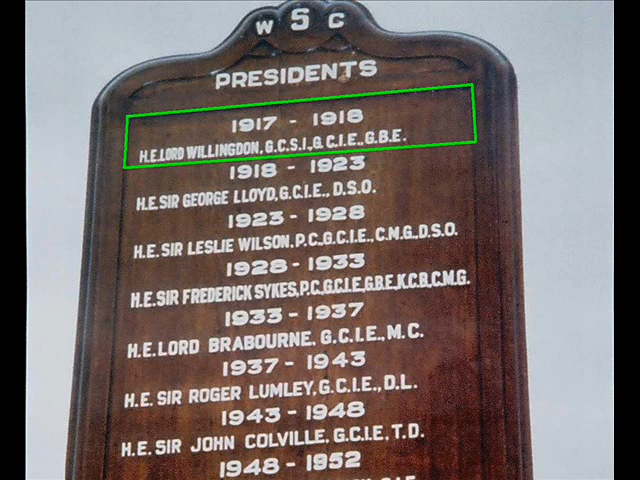 W S C
PRESIDENTS
1917 - 1918
H.E.LORD WILLINGDON, G.C.S.I.,G.C.I.E., G.B.E.
1918 - 1923
H.E.SIR GEORGE LLOYD,G.C.I.E., D.S.O.
1923 - 1928
H.E. SIR LESLIE WILSON, P.C.,G.C.I.E., C.M.G.,D.S.O.
1928 - 1933
H.E. SIR FREDERICK SYKES,P.C,G.C.I.E,G.B.E,K.C.B,C.M.G.
1933 - 1937
H.E. LORD BRABOURNE, G.C.I.E., M.C.
1937 - 1943
H.E. SIR ROGER LUMLEY, G.C.I.E., D.L.
1943 - 1948
H.E. SIR JOHN COLVILLE, G.C.I.E, T.D.
1948 - 1952